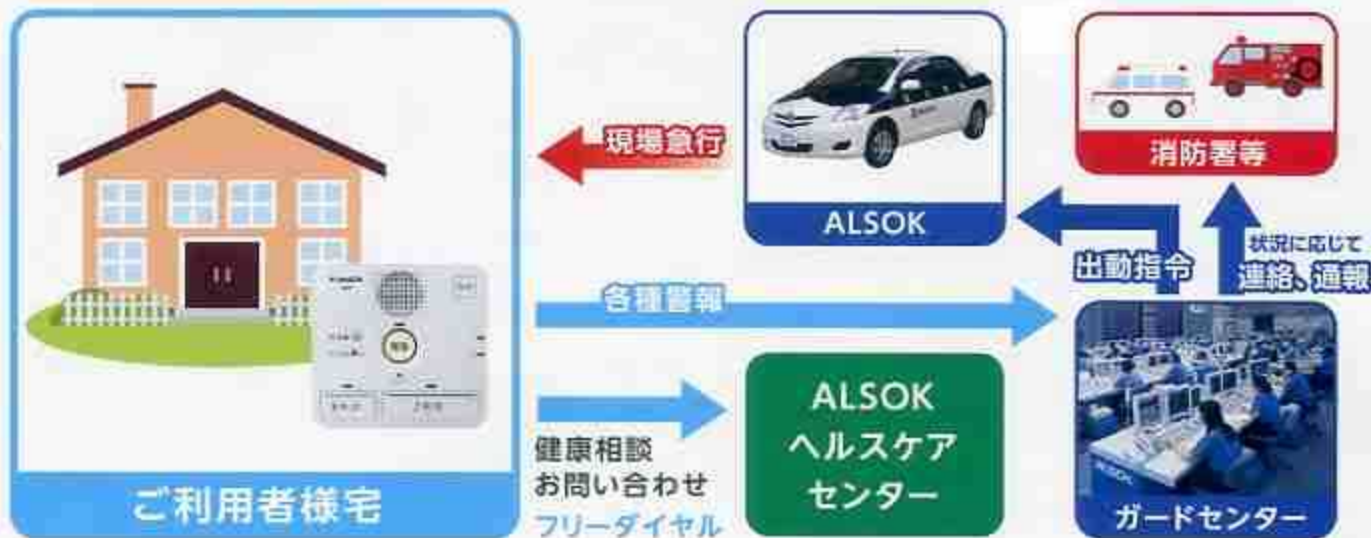 ALSOK
消防署等
現場急行
出動指令
状況に応じて
連絡、通報
各種警報
ALSOK
ヘルスケア
センター
健康相談
お問い合わせ
フリーダイヤル
ご利用者様宅
ALSOK
ガードセンター